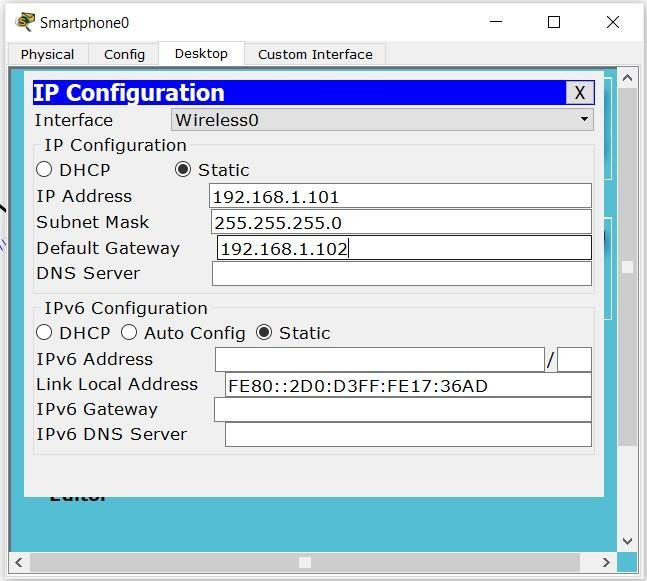 Smartphone0
Physical Config Desktop Custom Interface
IP Configuration X
Interface Wireless0
IP Configuration
DHCP Static
IP Address 192.168.1.101
Subnet Mask 255.255.255.0
Default Gateway 192.168.1.102
DNS Server
IPv6 Configuration
DHCP Auto Config Static
IPv6 Address /
Link Local Address FE80::2D0:D3FF:FE17:36AD
IPv6 Gateway
IPv6 DNS Server
Editor